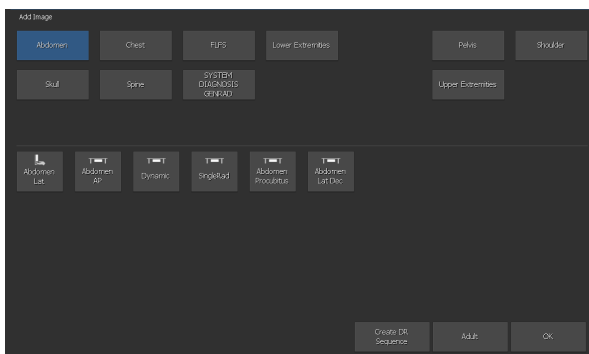 Add Image
Abdomen
Chest
FLFS
Lower Extremities
Pelvis
Shoulder
Skull
Spine
SYSTEM
DIAGNOSIS
GENRAD
Upper Extremities
Abdomen
Lat.
Abdomen
AP
Dynamic
SingleRad
Abdomen
Procubitus
Abdomen
Lat Dec
Create DR
Sequence
Adult
OK